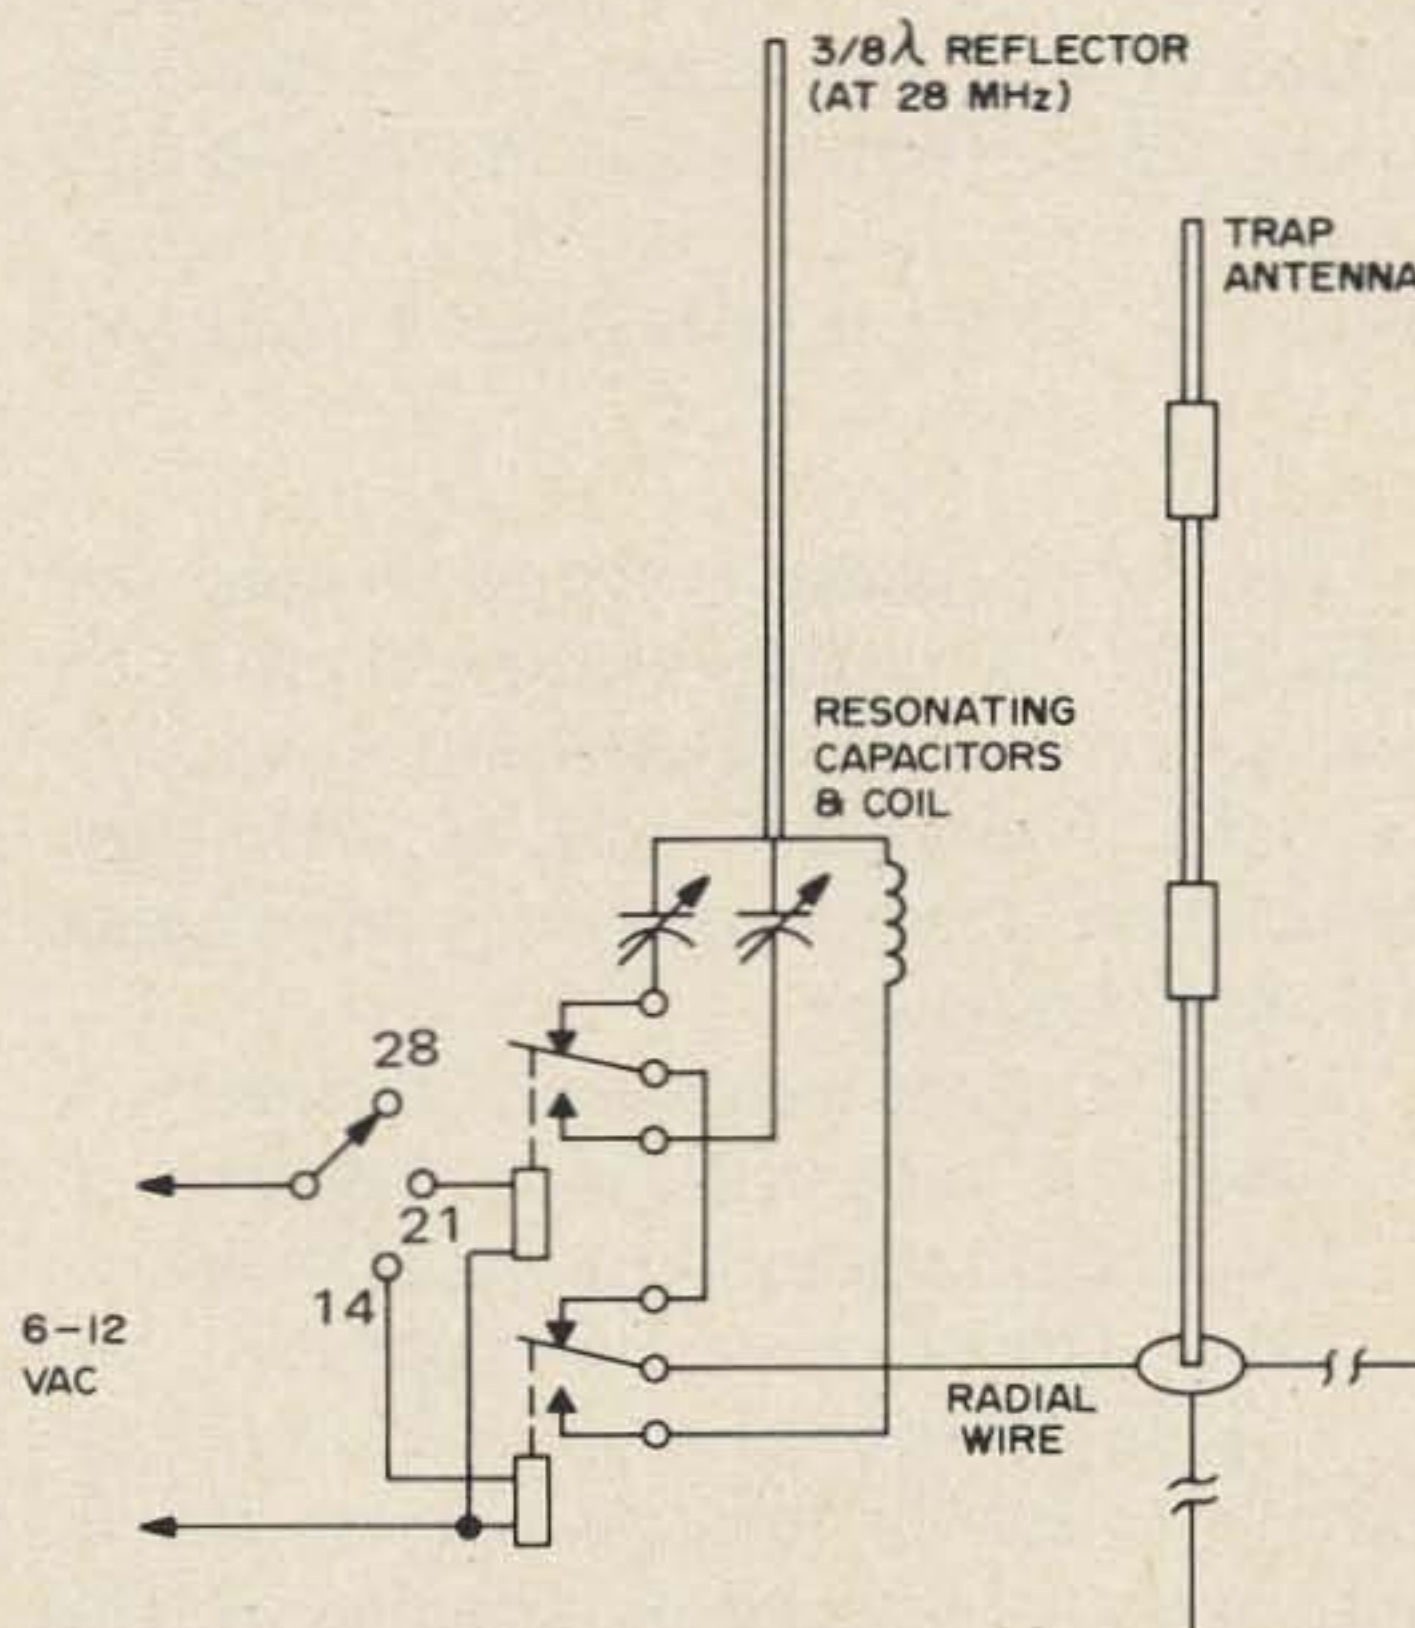 3/8λ REFLECTOR
(AT 28 MHz)
TRAP
ANTENNA
RESONATING
CAPACITORS
& COIL
28
21
14
6-12
VAC
RADIAL
WIRE